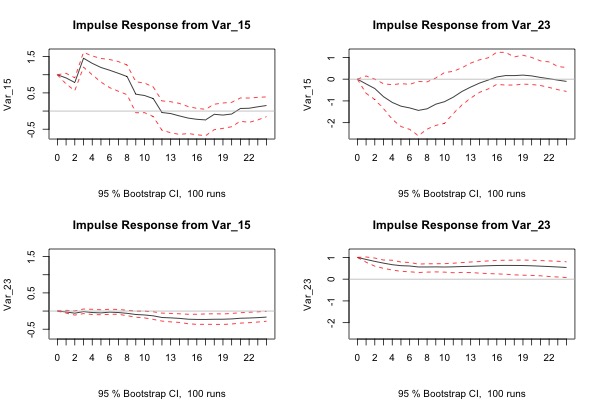 Impulse Response from Var_15
Var_15
-0.5 0.5 1.5
0 2 4 6 8 10 13 16 19 22
95 % Bootstrap CI, 100 runs
Impulse Response from Var_23
Var_15
-2 -1 0 1
0 2 4 6 8 10 13 16 19 22
95 % Bootstrap CI, 100 runs
Impulse Response from Var_15
Var_23
-0.5 0.5 1.5
0 2 4 6 8 10 13 16 19 22
95 % Bootstrap CI, 100 runs
Impulse Response from Var_23
Var_23
-2 -1 0 1
0 2 4 6 8 10 13 16 19 22
95 % Bootstrap CI, 100 runs